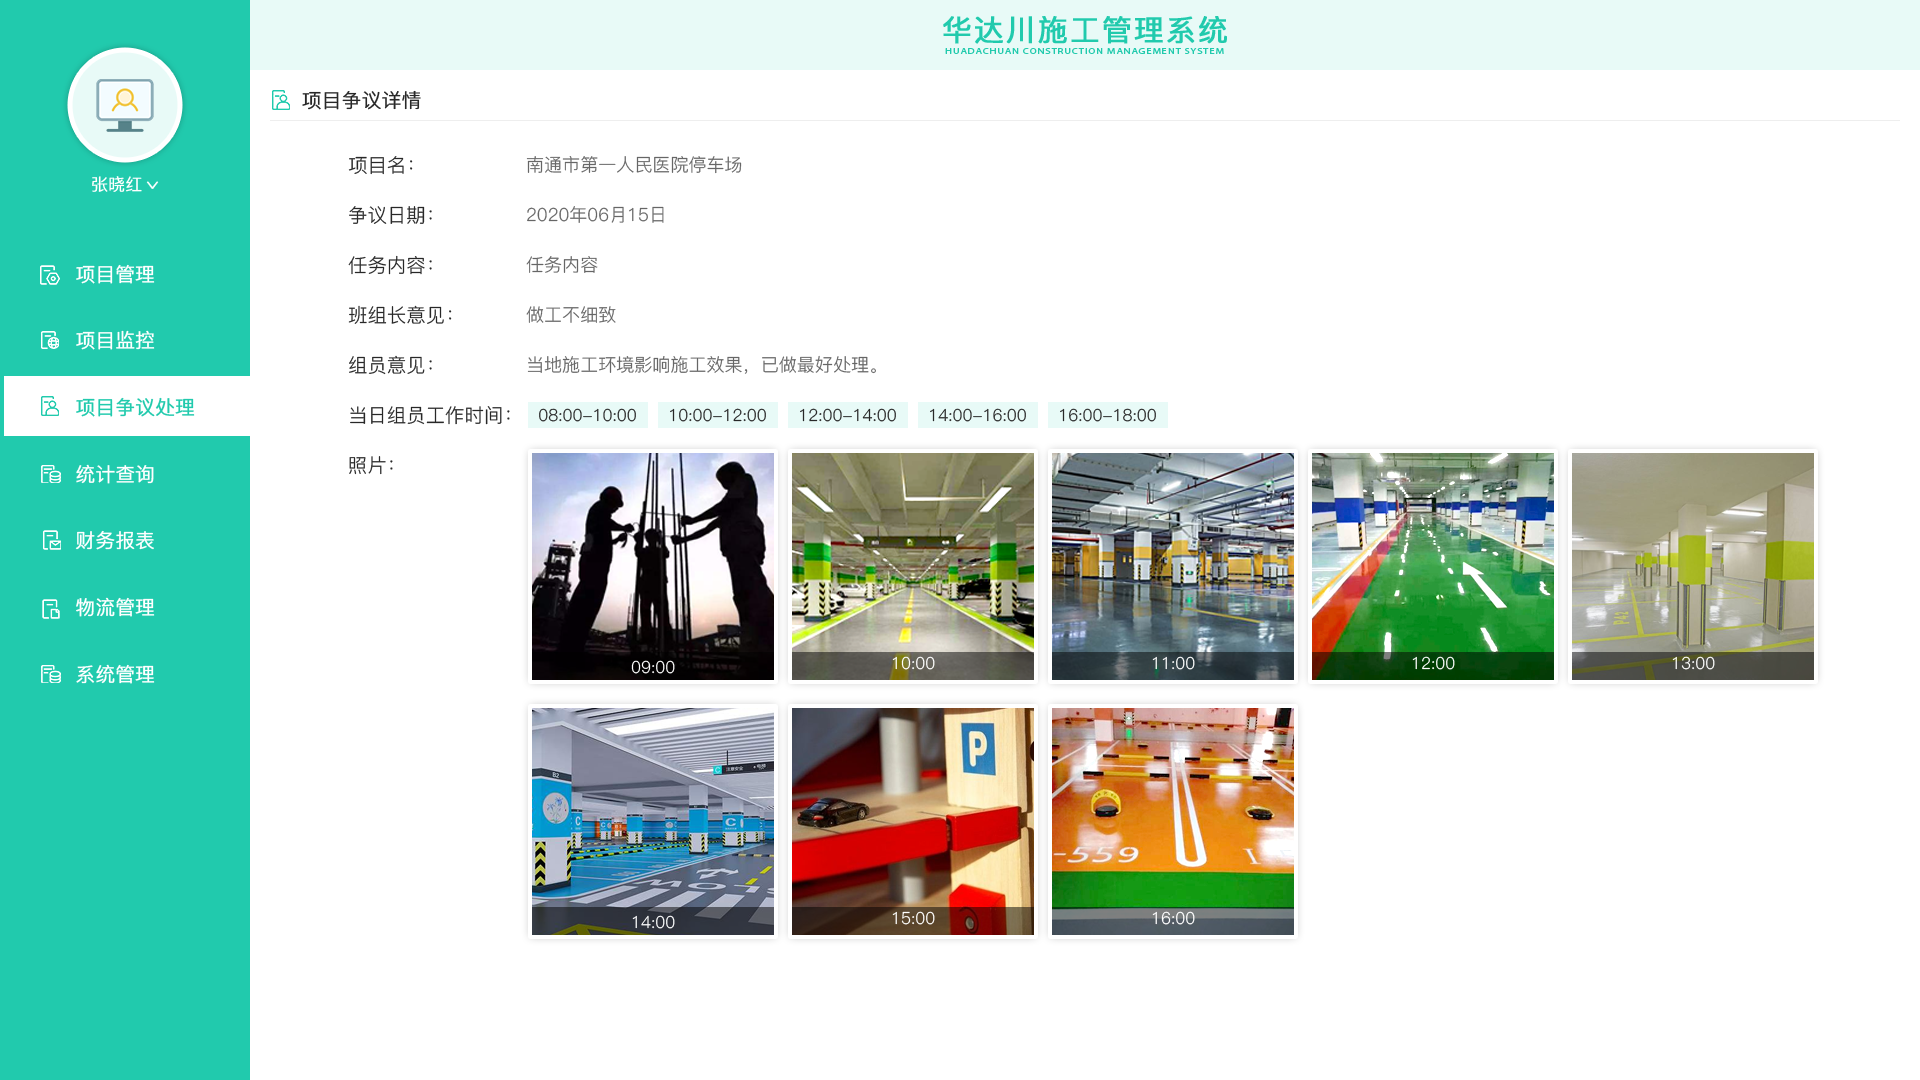 华达川施工管理系统
HUADACHUAN CONSTRUCTION MANAGEMENT SYSTEM
张晓红
项目管理
项目监控
项目争议处理
统计查询
财务报表
物流管理
系统管理
项目争议详情
项目名： 南通市第一人民医院停车场
争议日期： 2020年06月15日
任务内容： 任务内容
班组长意见： 做工不细致
组员意见： 当地施工环境影响施工效果，已做最好处理。
当日组员工作时间： 08:00-10:00 10:00-12:00 12:00-14:00 14:00-16:00 16:00-18:00
照片：
09:00
10:00
11:00
12:00
13:00
B2
C
C
14:00
P
15:00
-559
16:00